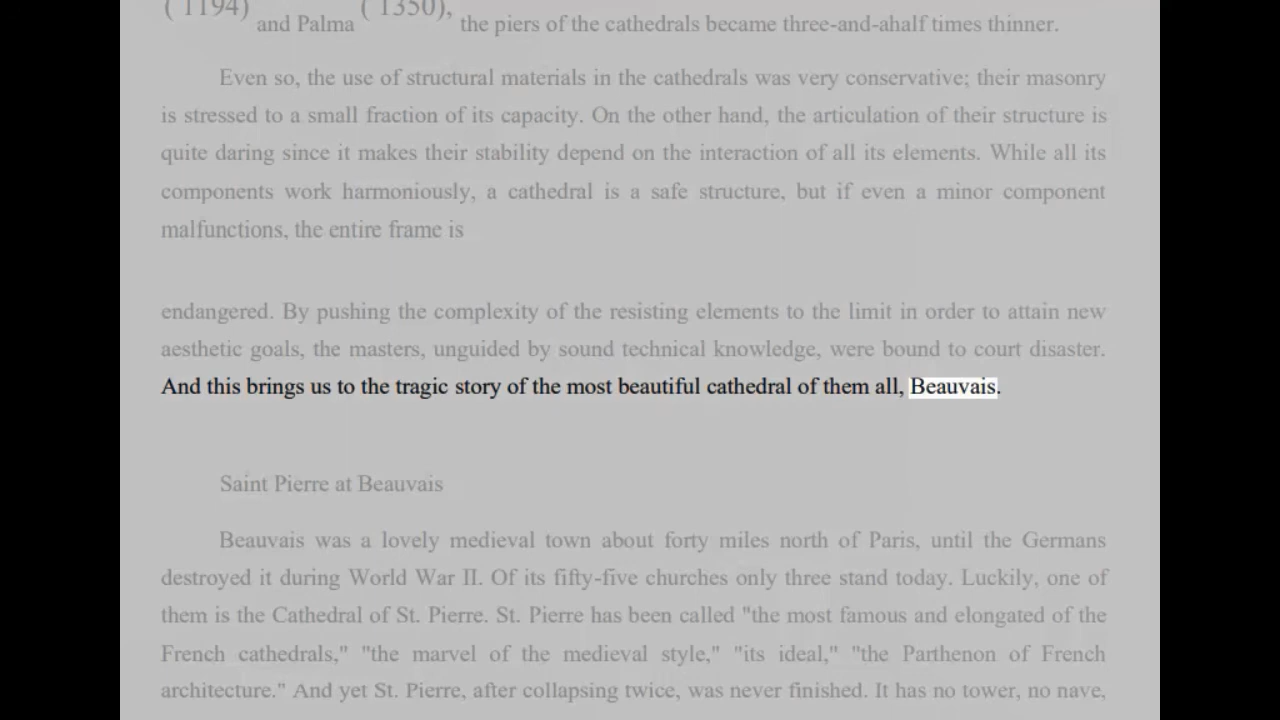 (1194) and Palma (1350), the piers of the cathedrals became three-and-ahalf times thinner.
Even so, the use of structural materials in the cathedrals was very conservative; their masonry
is stressed to a small fraction of its capacity. On the other hand, the articulation of their structure is
quite daring since it makes their stability depend on the interaction of all its elements. While all its
components work harmoniously, a cathedral is a safe structure, but if even a minor component
malfunctions, the entire frame is
endangered. By pushing the complexity of the resisting elements to the limit in order to attain new
aesthetic goals, the masters, unguided by sound technical knowledge, were bound to court disaster.
And this brings us to the tragic story of the most beautiful cathedral of them all, Beauvais.
Saint Pierre at Beauvais
Beauvais was a lovely medieval town about forty miles north of Paris, until the Germans
destroyed it during World War II. Of its fifty-five churches only three stand today. Luckily, one of
them is the Cathedral of St. Pierre. St. Pierre has been called "the most famous and elongated of the
French cathedrals," "the marvel of the medieval style," "its ideal," "the Parthenon of French
architecture." And yet St. Pierre, after collapsing twice, was never finished. It has no tower, no nave,